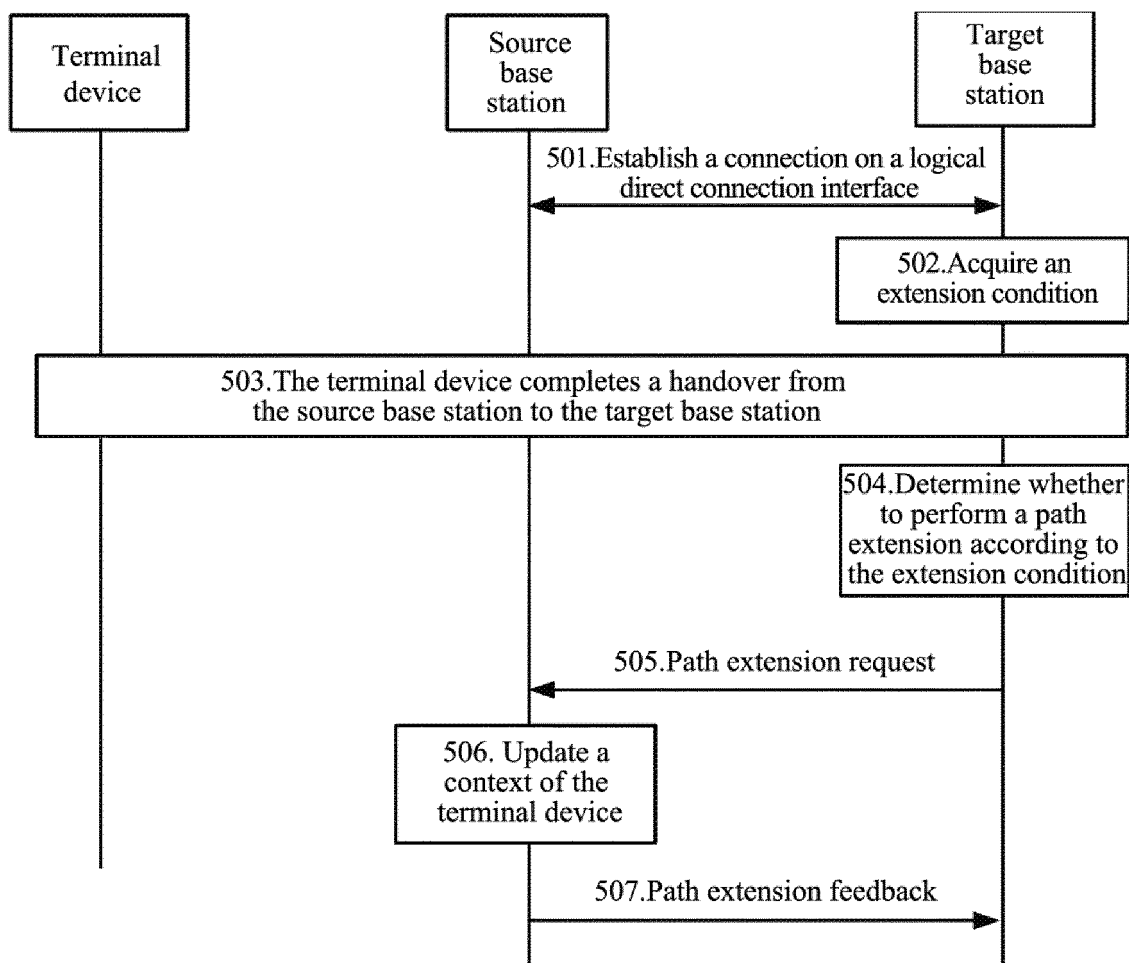 Terminal
device
Source
base
station
Target
base
station
501.Establish a connection on a logical
direct connection interface
502.Acquire an
extension condition
503.The terminal device completes a handover from
the source base station to the target base station
504.Determine whether
to perform a path
extension according to
the extension condition
505.Path extension request
506. Update a
context of the
terminal device
507.Path extension feedback